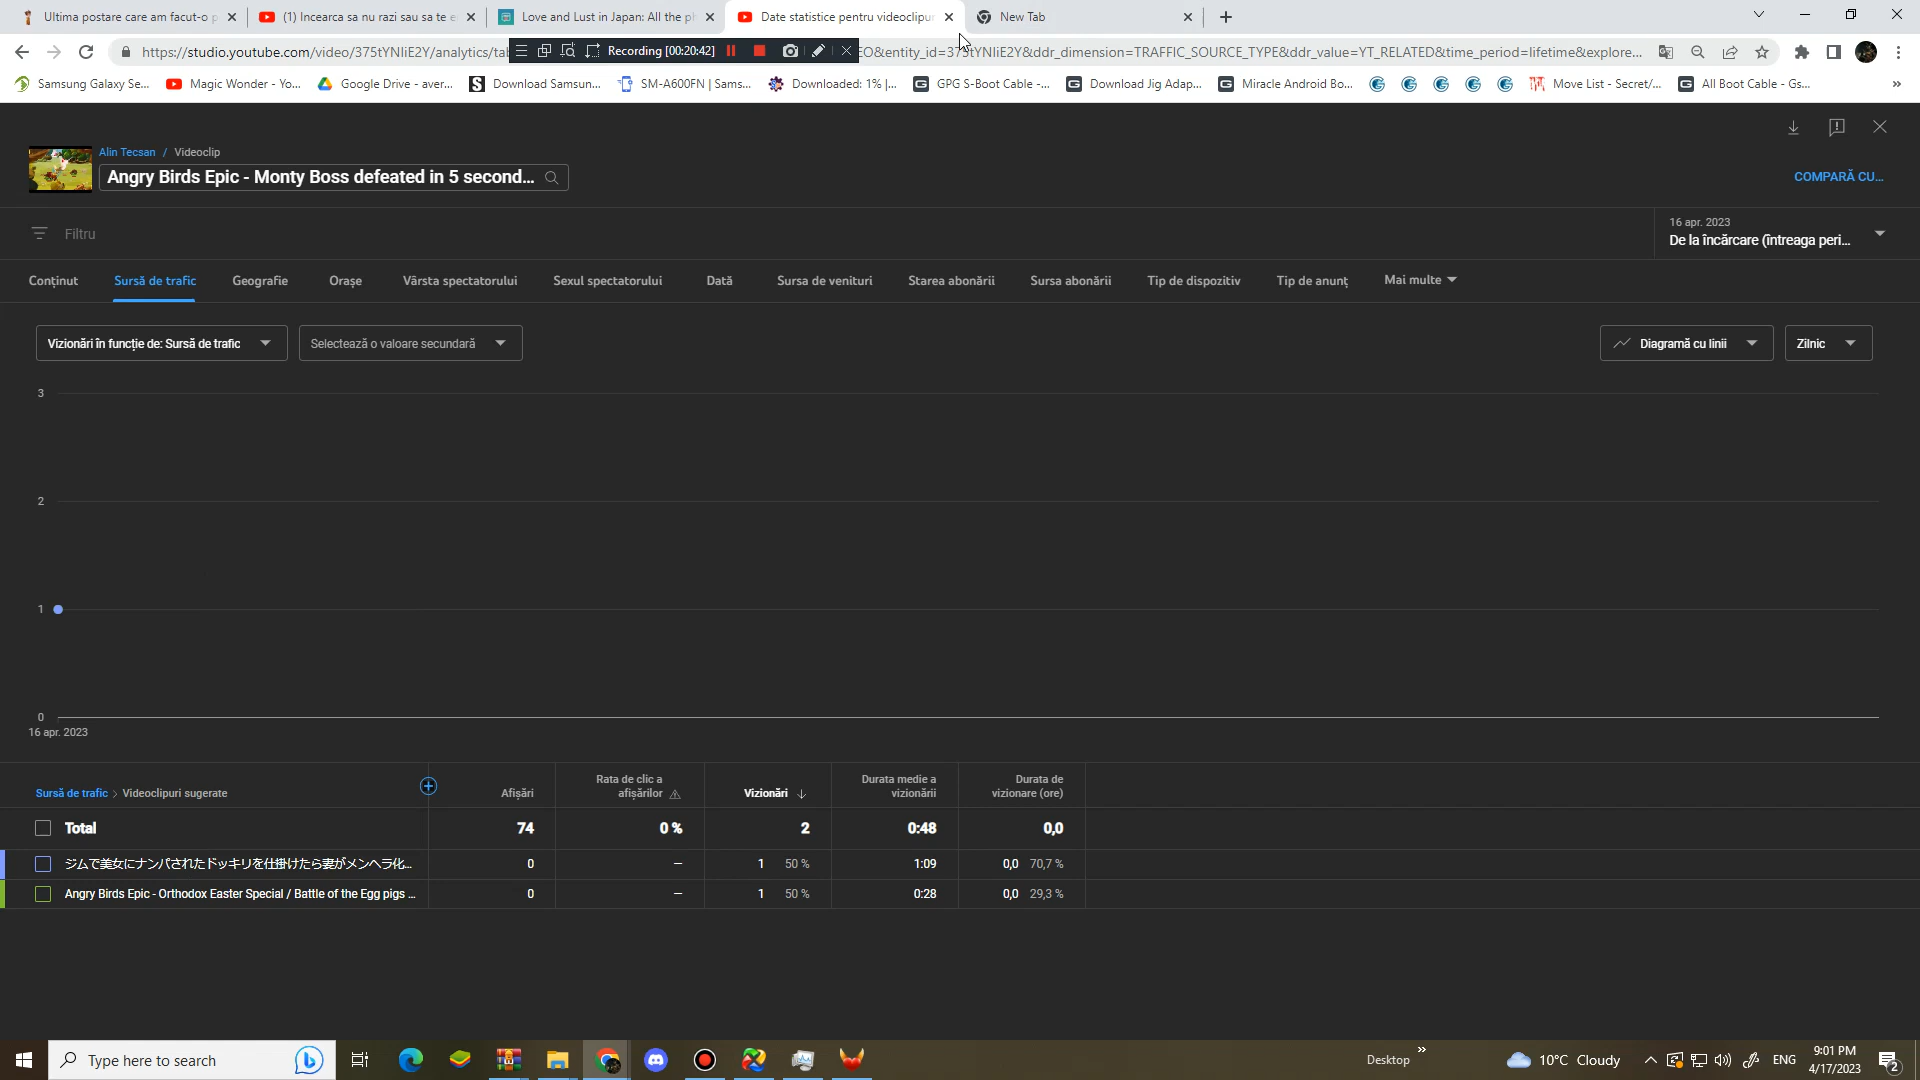 Ultima postare care am facut-o p
(1) Incearca sa nu razi sau sa te e
Love and Lust in Japan: All the ph
Date statistice pentru videoclipur
New Tab
https://studio.youtube.com/video/375tYNIiE2Y/analytics/tab
Recording [00:20:42]
EO&entity_id=375tYNIiE2Y&ddr_dimension=TRAFFIC_SOURCE_TYPE&ddr_value=YT_RELATED&time_period=lifetime&explore...
Samsung Galaxy Se...
Magic Wonder - Yo...
Google Drive - aver...
Download Samsun...
SM-A600FN | Sams...
Downloaded: 1% |...
GPG S-Boot Cable -...
Download Jig Adap...
Miracle Android Bo...
Move List - Secret/...
All Boot Cable - Gs...
»
Alin Tecsan / Videoclip
Angry Birds Epic - Monty Boss defeated in 5 second...
COMPARĂ CU...
Filtru
16 apr. 2023
De la încărcare (întreaga peri...
Conținut
Sursă de trafic
Geografie
Orașe
Vârsta spectatorului
Sexul spectatorului
Dată
Sursa de venituri
Starea abonării
Sursa abonării
Tip de dispozitiv
Tip de anunț
Mai multe
Vizionări în funcție de: Sursă de trafic
Selectează o valoare secundară
Diagramă cu linii
Zilnic
3
2
1
0
16 apr. 2023
Sursă de trafic > Videoclipuri sugerate
Afișări
Rata de clic a
afișărilor
Vizionări
Durata medie a
vizionării
Durata de
vizionare (ore)
Total 74 0 % 2 0:48 0,0
ジムで美女にナンパされたドッキリを仕掛けたら妻がメンヘラ化... 0 – 1 50 % 1:09 0,0 70,7 %
Angry Birds Epic - Orthodox Easter Special / Battle of the Egg pigs ... 0 – 1 50 % 0:28 0,0 29,3 %
Type here to search
Desktop
»
10°C Cloudy
ENG
9:01 PM
4/17/2023
2